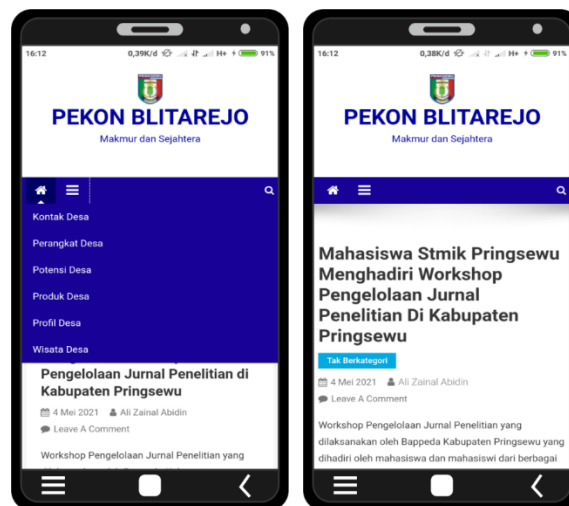 16:12 0,39K/d H+ 91%
PEKON BLITAREJO
Makmur dan Sejahtera
Kontak Desa
Perangkat Desa
Potensi Desa
Produk Desa
Profil Desa
Wisata Desa
Pengelolaan Jurnal Penelitian di
Kabupaten Pringsewu
4 Mei 2021 Ali Zainal Abidin
Leave A Comment
Workshop Pengelolaan Jurnal Penelitian yang
16:12 0,38K/d H+ 91%
PEKON BLITAREJO
Makmur dan Sejahtera
Mahasiswa Stmik Pringsewu
Menghadiri Workshop
Pengelolaan Jurnal
Penelitian Di Kabupaten
Pringsewu
Tak Berkategori
4 Mei 2021 Ali Zainal Abidin
Leave A Comment
Workshop Pengelolaan Jurnal Penelitian yang
dilaksanakan oleh Bappeda Kabupaten Pringsewu yang
dihadiri oleh mahasiswa dan mahasiswi dari berbagai